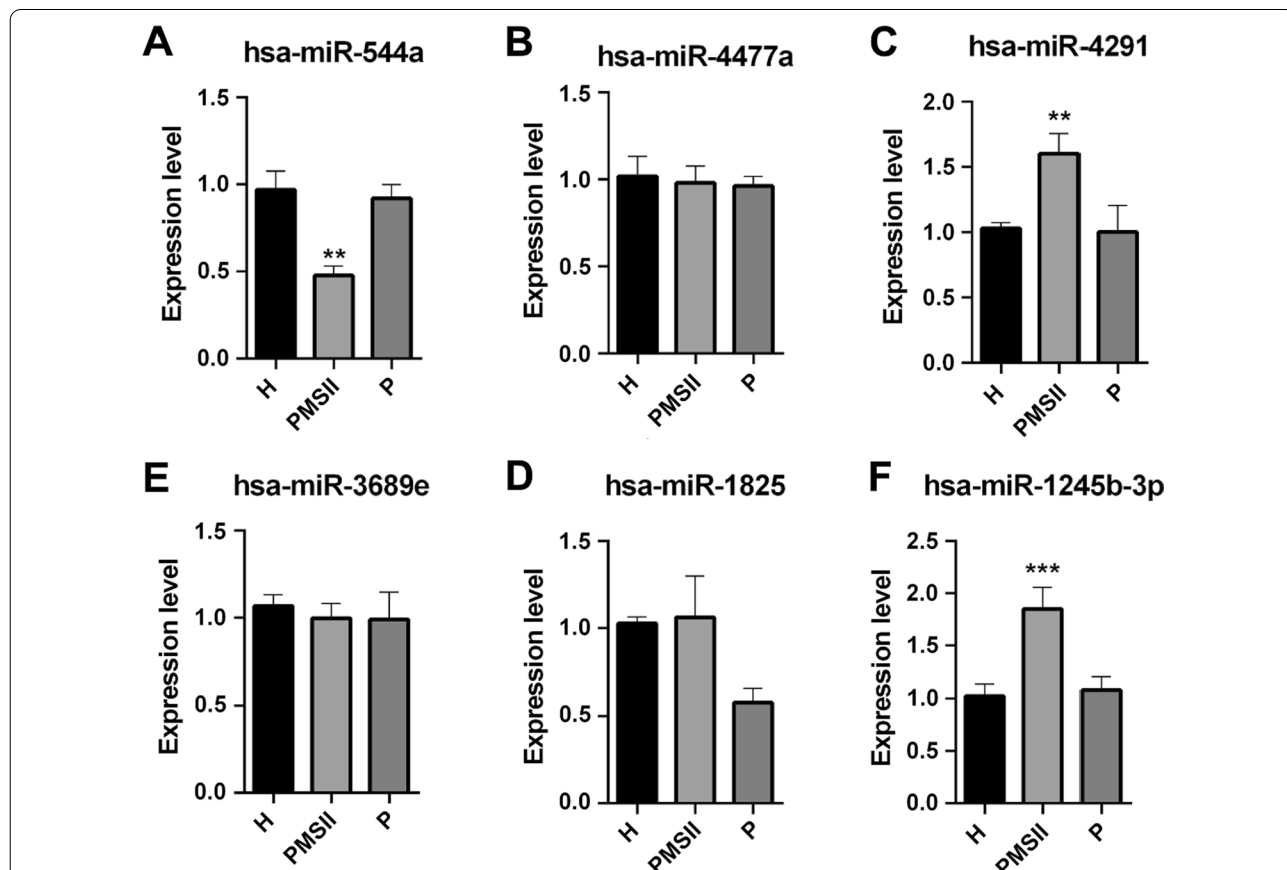 A
hsa-miR-544a
Expression level
1.5
1.0
0.5
0.0
H
PMSII
P
**
B
hsa-miR-4477a
Expression level
1.5
1.0
0.5
0.0
H
PMSII
P
C
hsa-miR-4291
Expression level
2.0
1.5
1.0
0.5
0.0
H
PMSII
P
**
E
hsa-miR-3689e
Expression level
1.5
1.0
0.5
0.0
H
PMSII
P
D
hsa-miR-1825
Expression level
1.5
1.0
0.5
0.0
H
PMSII
P
F
hsa-miR-1245b-3p
Expression level
2.5
2.0
1.5
1.0
0.5
0.0
H
PMSII
P
***